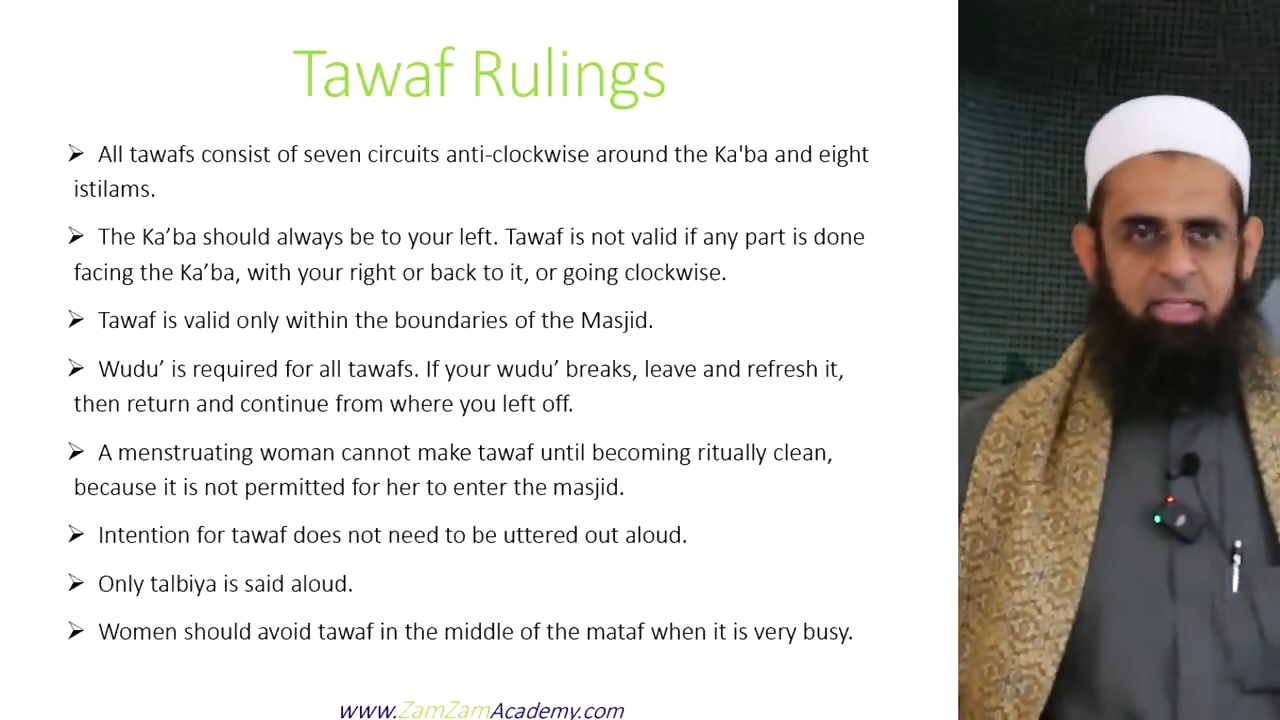 Tawaf Rulings
➢ All tawafs consist of seven circuits anti-clockwise around the Ka'ba and eight
istilams.
➢ The Ka’ba should always be to your left. Tawaf is not valid if any part is done
facing the Ka’ba, with your right or back to it, or going clockwise.
➢ Tawaf is valid only within the boundaries of the Masjid.
➢ Wudu’ is required for all tawafs. If your wudu’ breaks, leave and refresh it,
then return and continue from where you left off.
➢ A menstruating woman cannot make tawaf until becoming ritually clean,
because it is not permitted for her to enter the masjid.
➢ Intention for tawaf does not need to be uttered out aloud.
➢ Only talbiya is said aloud.
➢ Women should avoid tawaf in the middle of the mataf when it is very busy.
www.ZamZamAcademy.com